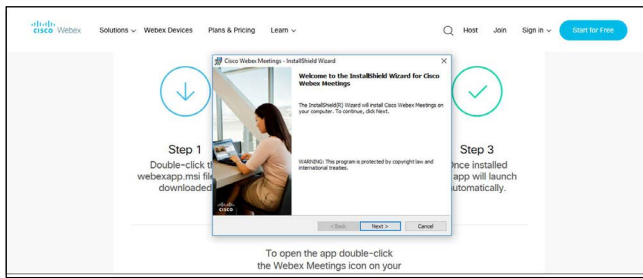 CISCO Webex
Solutions Webex Devices Plans & Pricing Learn
Host Join Sign in Start for Free
Cisco Webex Meetings - InstallShield Wizard
Welcome to the InstallShield Wizard for Cisco
Webex Meetings
The InstallShield(R) Wizard will install Cisco Webex Meetings on
your computer. To continue, click Next.
WARNING: This program is protected by copyright law and
international treaties.
CISCO
< Back Next > Cancel
Step 1
Double-click
webexapp.msi
downloaded
Step 3
installed
app will launch
To open the app double-click
the Webex Meetings icon on your